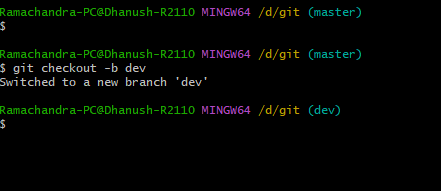 Ramachandra-PC@Dhanush-R2110 MINGW64 /d/git (master)
$
Ramachandra-PC@Dhanush-R2110 MINGW64 /d/git (master)
$ git checkout -b dev
Switched to a new branch 'dev'
Ramachandra-PC@Dhanush-R2110 MINGW64 /d/git (dev)
$